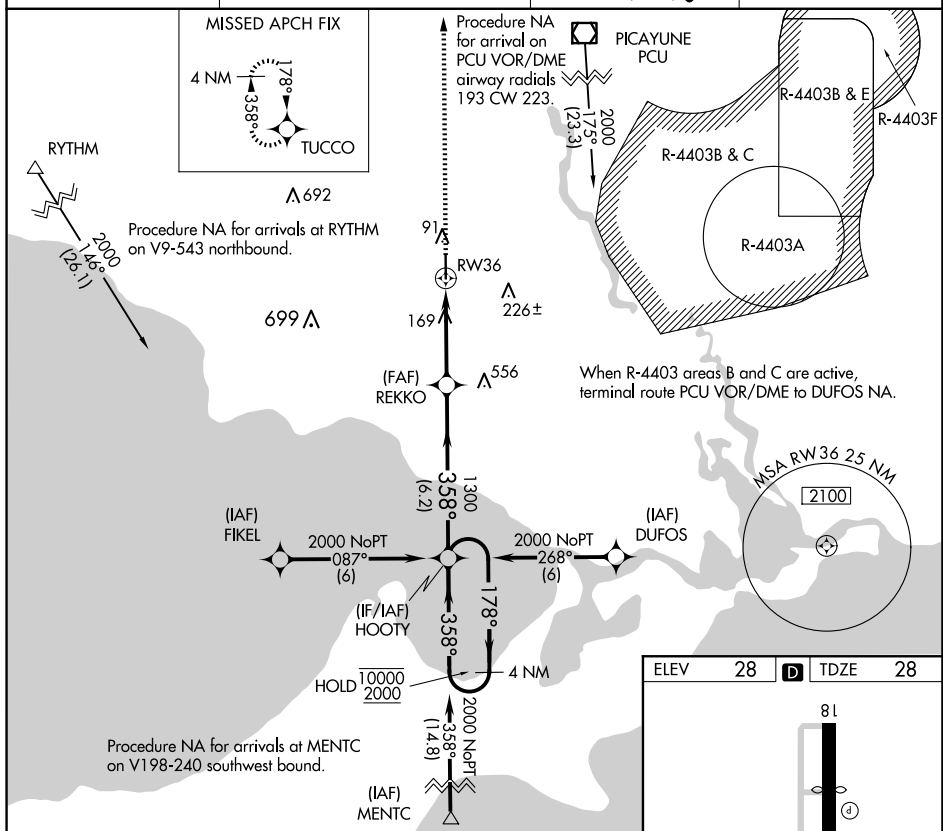 MISSED APCH FIX
4 NM
178°
358°
TUCCO
Procedure NA
for arrival on
PCU VOR/DME
airway radials
193 CW 223.
PICAYUNE
PCU
2000
175°
(23.3)
R-4403B & E
R-4403F
R-4403B & C
R-4403A
RYTHM
2000
146°
(26.1)
692
Procedure NA for arrivals at RYTHM
on V9-543 northbound.
91
RW36
699
169
226±
(FAF)
REKKO
556
When R-4403 areas B and C are active,
terminal route PCU VOR/DME to DUFOS NA.
358°
1300
(6.2)
MSA RW36 25 NM
2100
(IAF)
FIKEL
2000 NoPT
087°
(6)
2000 NoPT
268°
(6)
(IAF)
DUFOS
(IF/IAF)
HOOTY
358°
178°
HOLD
10000
2000
4 NM
2000 NoPT
358°
(14.8)
Procedure NA for arrivals at MENTC
on V198-240 southwest bound.
(IAF)
MENTC
ELEV 28 D TDZE 28
18
P